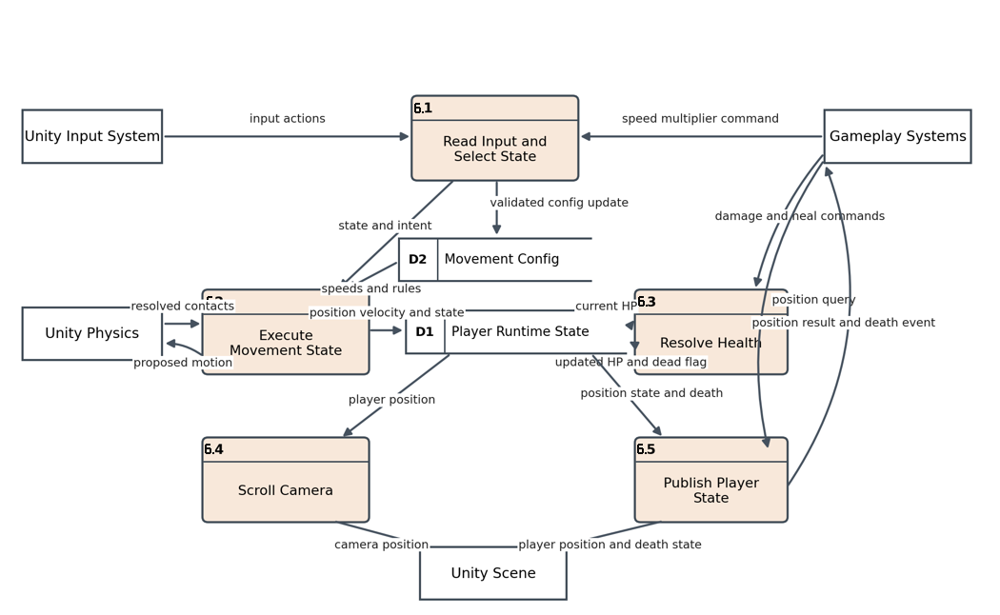 6.1
Unity Input System
input actions
Read Input and
Select State
speed multiplier command
Gameplay Systems
validated config update
damage and heal commands
state and intent
D2
Movement Config
speeds and rules
resolved contacts
position velocity and state
current HP
6.3
position query
Unity Physics
Execute
Movement State
D1
Player Runtime State
Resolve Health
position result and death event
proposed motion
updated HP and dead flag
player position
position state and death
6.4
Scroll Camera
6.5
Publish Player
State
camera position
player position and death state
Unity Scene